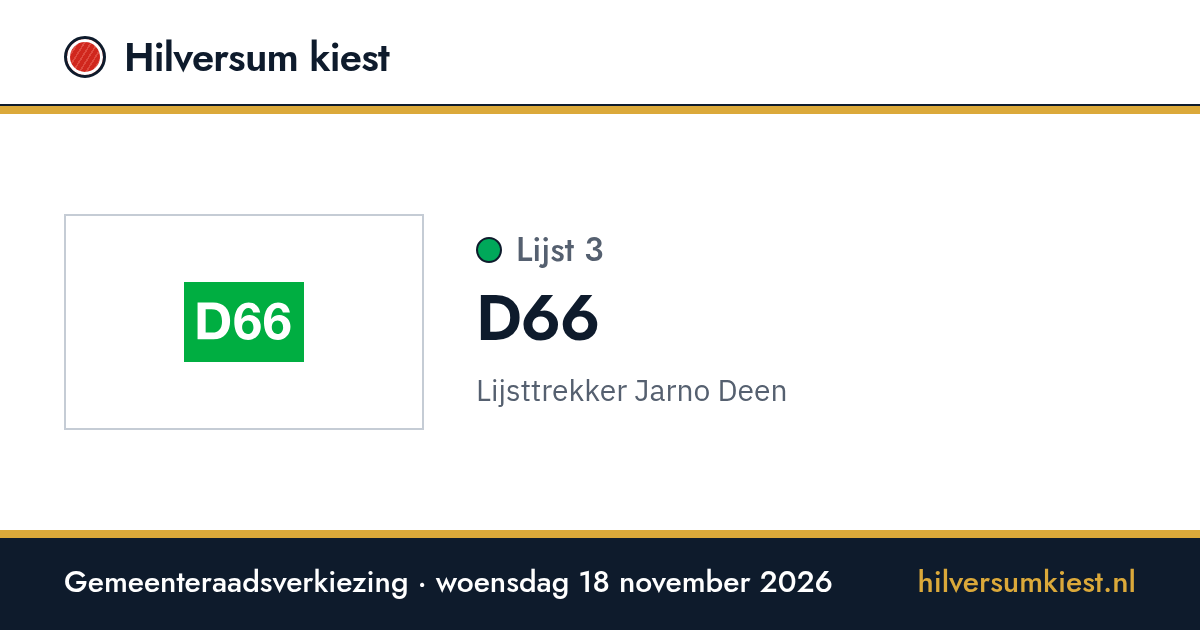 Hilversum kiest
D66
Lijst 3
D66
Lijsttrekker Jarno Deen
Gemeenteraadsverkiezing · woensdag 18 november 2026
hilversumkiest.nl